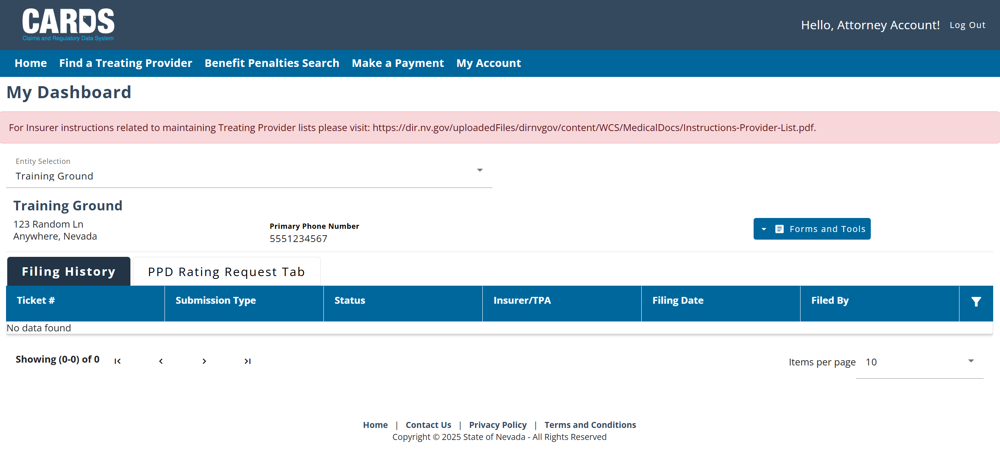 CARDS
Claims and Regulatory Data System
Hello, Attorney Account! Log Out
Home Find a Treating Provider Benefit Penalties Search Make a Payment My Account
My Dashboard
For Insurer instructions related to maintaining Treating Provider lists please visit: https://dir.nv.gov/uploadedFiles/dirnvgov/content/WCS/MedicalDocs/Instructions-Provider-List.pdf.
Entity Selection
Training Ground
Training Ground
123 Random Ln
Anywhere, Nevada
Primary Phone Number
5551234567
Forms and Tools
Filing History PPD Rating Request Tab
Ticket # Submission Type Status Insurer/TPA Filing Date Filed By
No data found
Showing (0-0) of 0
Items per page 10
Home | Contact Us | Privacy Policy | Terms and Conditions
Copyright © 2025 State of Nevada - All Rights Reserved